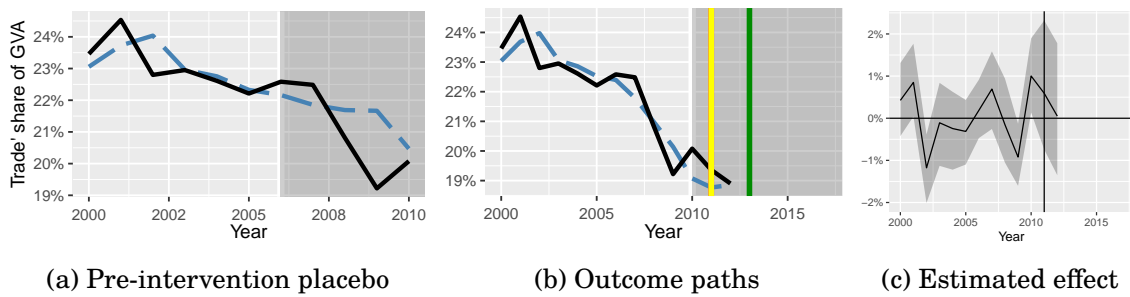 Trade' share of GVA
24%
23%
22%
21%
20%
19%
2000 2002 2005 2008 2010
Year
24%
23%
22%
21%
20%
19%
2000 2005 2010 2015
Year
2%
1%
0%
−1%
−2%
2000 2005 2010 2015
Year
(a) Pre-intervention placebo
(b) Outcome paths
(c) Estimated effect